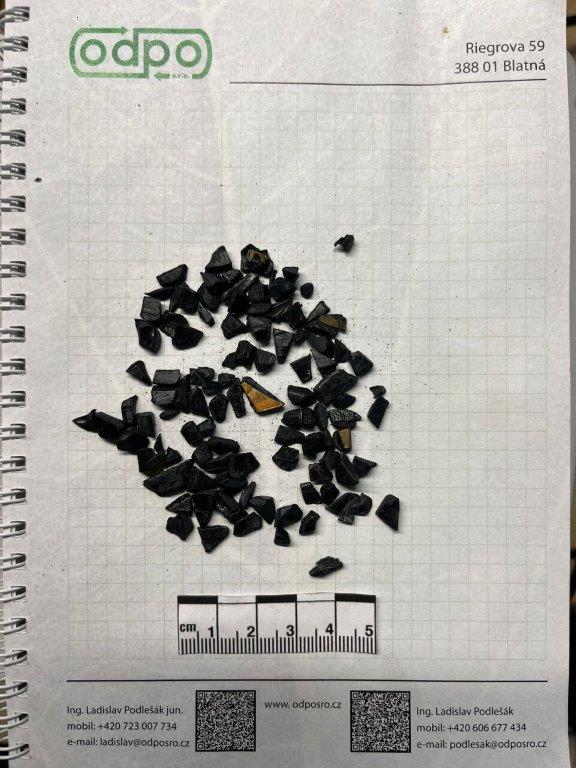 odpo
s.r.o.
Riegrova 59
388 01 Blatná
cm 1 2 3 4 5
Ing. Ladislav Podlešák jun.
mobil: +420 723 007 734
e-mail: ladislav@odposro.cz
www. odposro.cz
Ing. Ladislav Podlešák
mobil: +420 606 677 434
e-mail: podlesak@odposro.cz